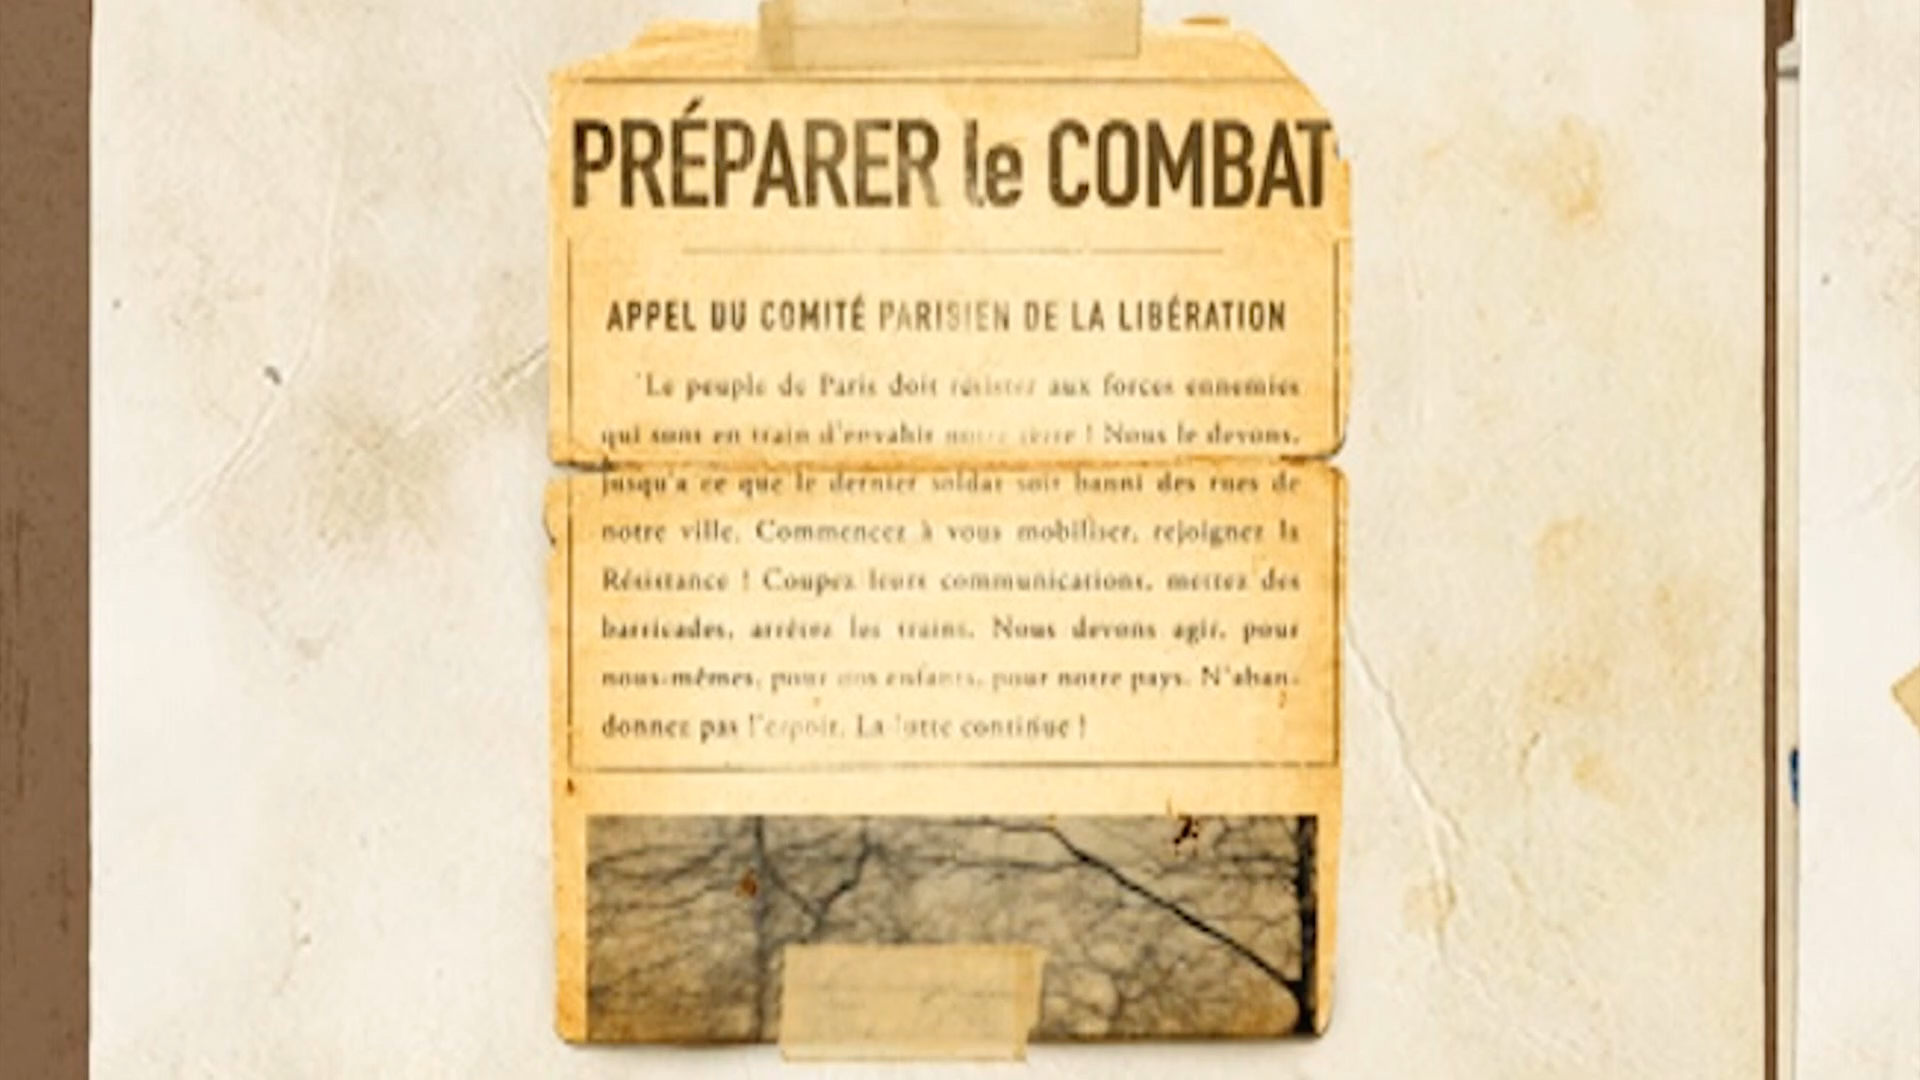 PRÉPARER le COMBAT
APPEL DU COMITÉ PARISIEN DE LA LIBÉRATION
Le peuple de Paris doit résister aux forces ennemies
qui sont en train d'envahir notre terre ! Nous le devons,
jusqu'à ce que le dernier soldat soit banni des rues de
notre ville. Commencez à vous mobiliser, rejoignez la
Résistance ! Coupez leurs communications, mettez des
barricades, arrêtez les trains. Nous devons agir, pour
nous-mêmes, pour nos enfants, pour notre pays. N'aban-
donnez pas l'espoir. La lutte continue !